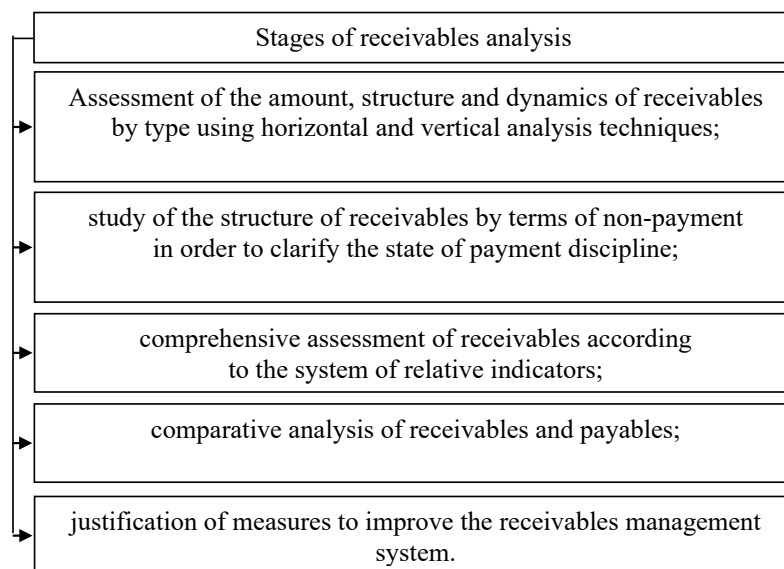 Stages of receivables analysis
Assessment of the amount, structure and dynamics of receivables
by type using horizontal and vertical analysis techniques;
study of the structure of receivables by terms of non-payment
in order to clarify the state of payment discipline;
comprehensive assessment of receivables according
to the system of relative indicators;
comparative analysis of receivables and payables;
justification of measures to improve the receivables management
system.